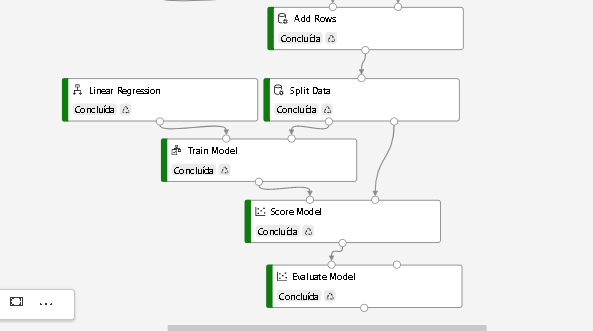 Add Rows
Concluída
Linear Regression
Concluída
Split Data
Concluída
Train Model
Concluída
Score Model
Concluída
Evaluate Model
Concluída